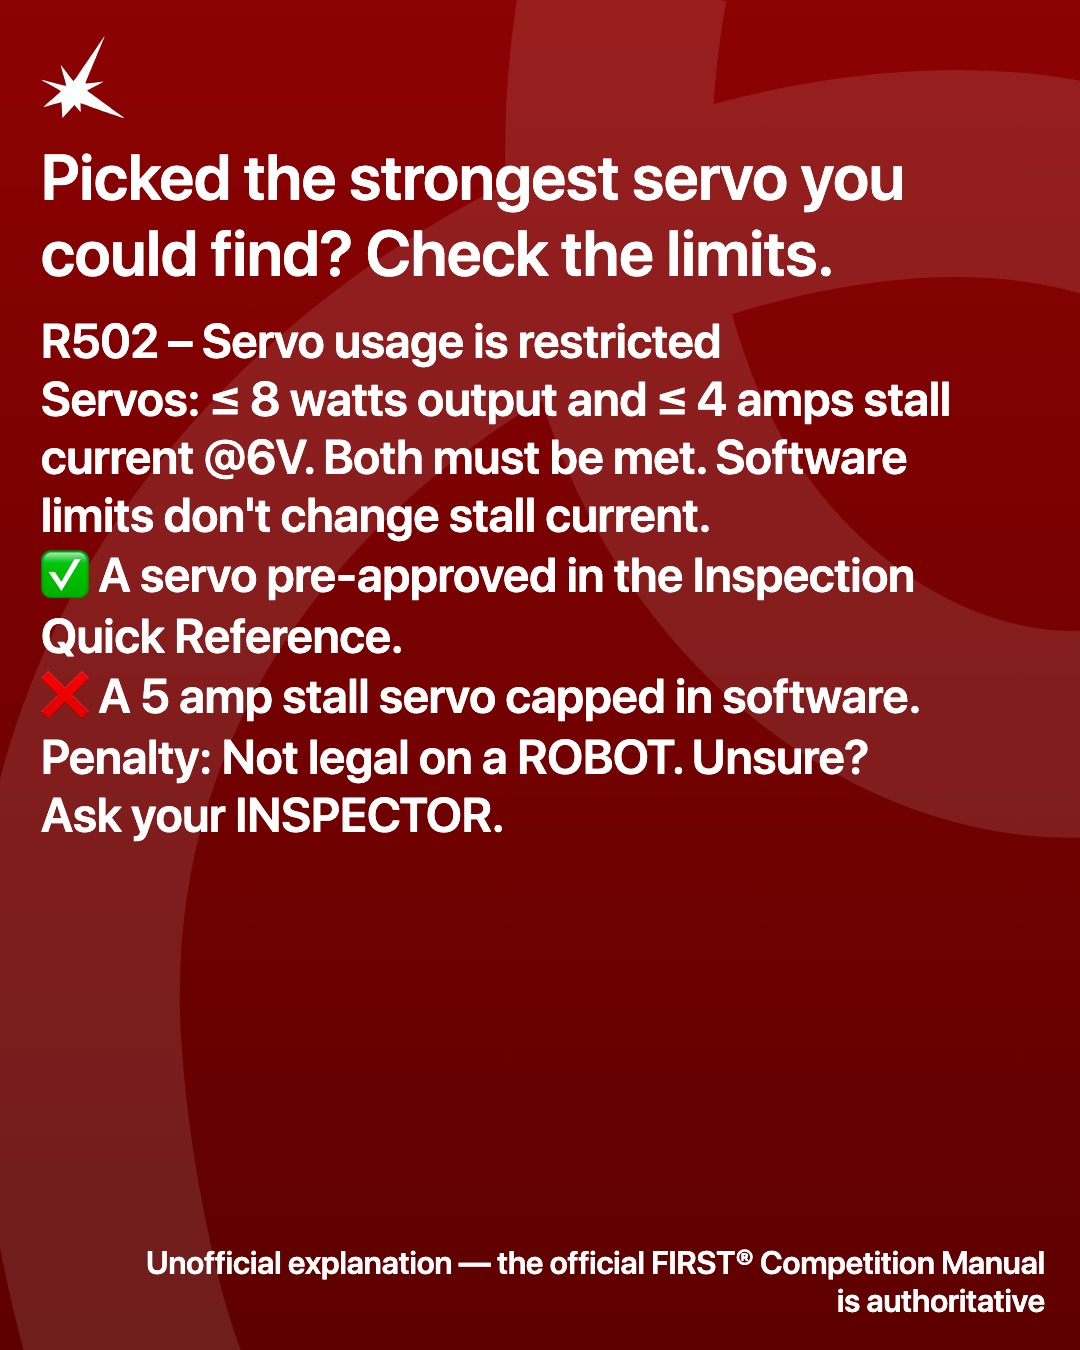 Picked the strongest servo you
could find? Check the limits.
R502 – Servo usage is restricted
Servos: ≤ 8 watts output and ≤ 4 amps stall
current @6V. Both must be met. Software
limits don't change stall current.
✅ A servo pre-approved in the Inspection
Quick Reference.
❌ A 5 amp stall servo capped in software.
Penalty: Not legal on a ROBOT. Unsure?
Ask your INSPECTOR.
Unofficial explanation — the official FIRST® Competition Manual
is authoritative